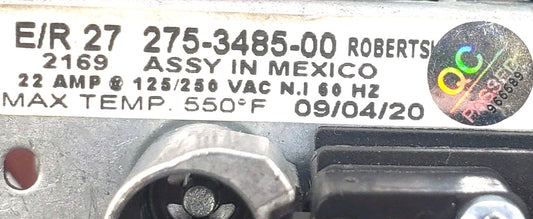 E/R 27 275-3485-00 ROBERTSH
2169 ASSY IN MEXICO
22 AMP @ 125/250 VAC N.I 60 HZ
MAX TEMP. 550°F 09/04/20
QC
PASSED